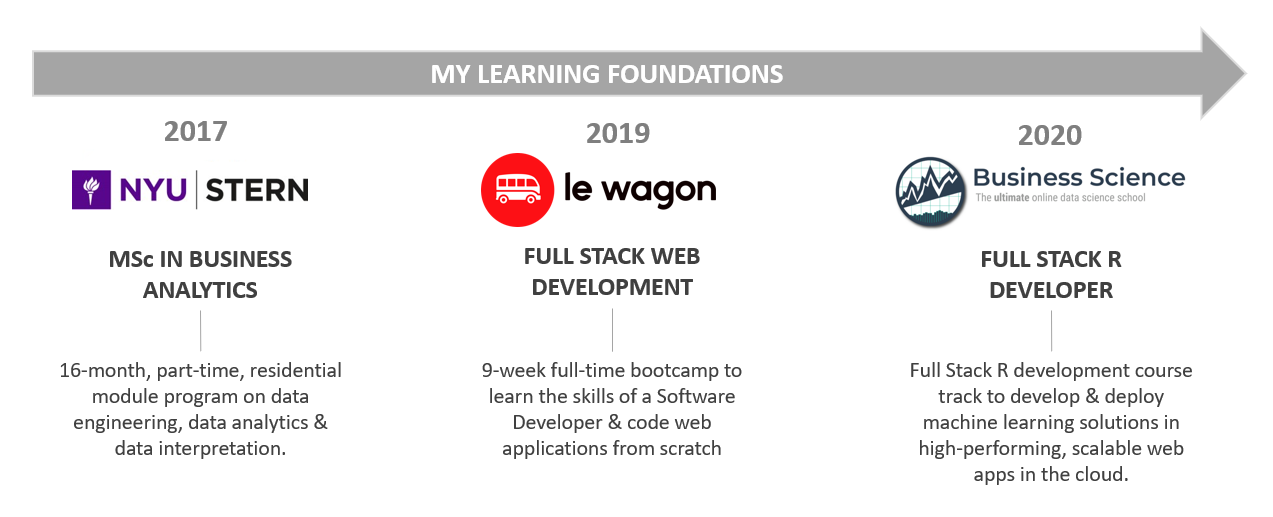 MY LEARNING FOUNDATIONS
2017
NYU | STERN
MSc IN BUSINESS
ANALYTICS
16-month, part-time, residential
module program on data
engineering, data analytics &
data interpretation.
2019
le wagon
FULL STACK WEB
DEVELOPMENT
9-week full-time bootcamp to
learn the skills of a Software
Developer & code web
applications from scratch
2020
Business Science
The ultimate online data science school
FULL STACK R
DEVELOPER
Full Stack R development course
track to develop & deploy
machine learning solutions in
high-performing, scalable web
apps in the cloud.